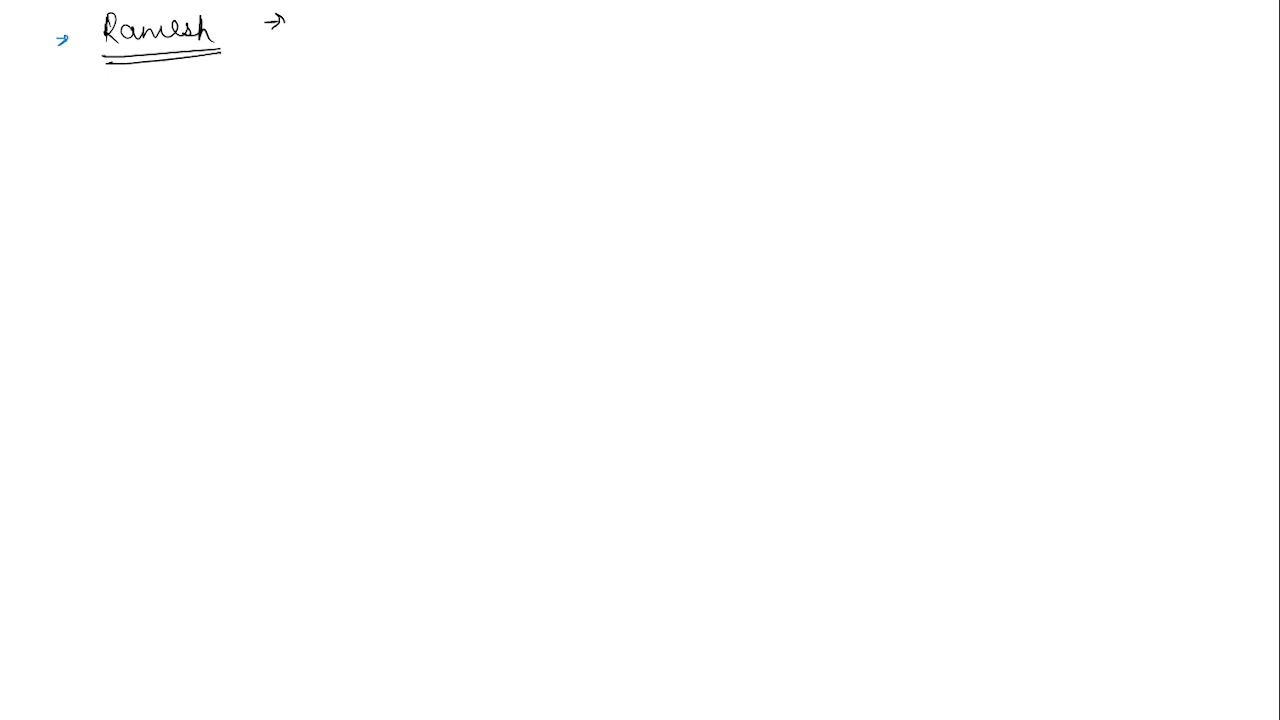 → Ramesh →